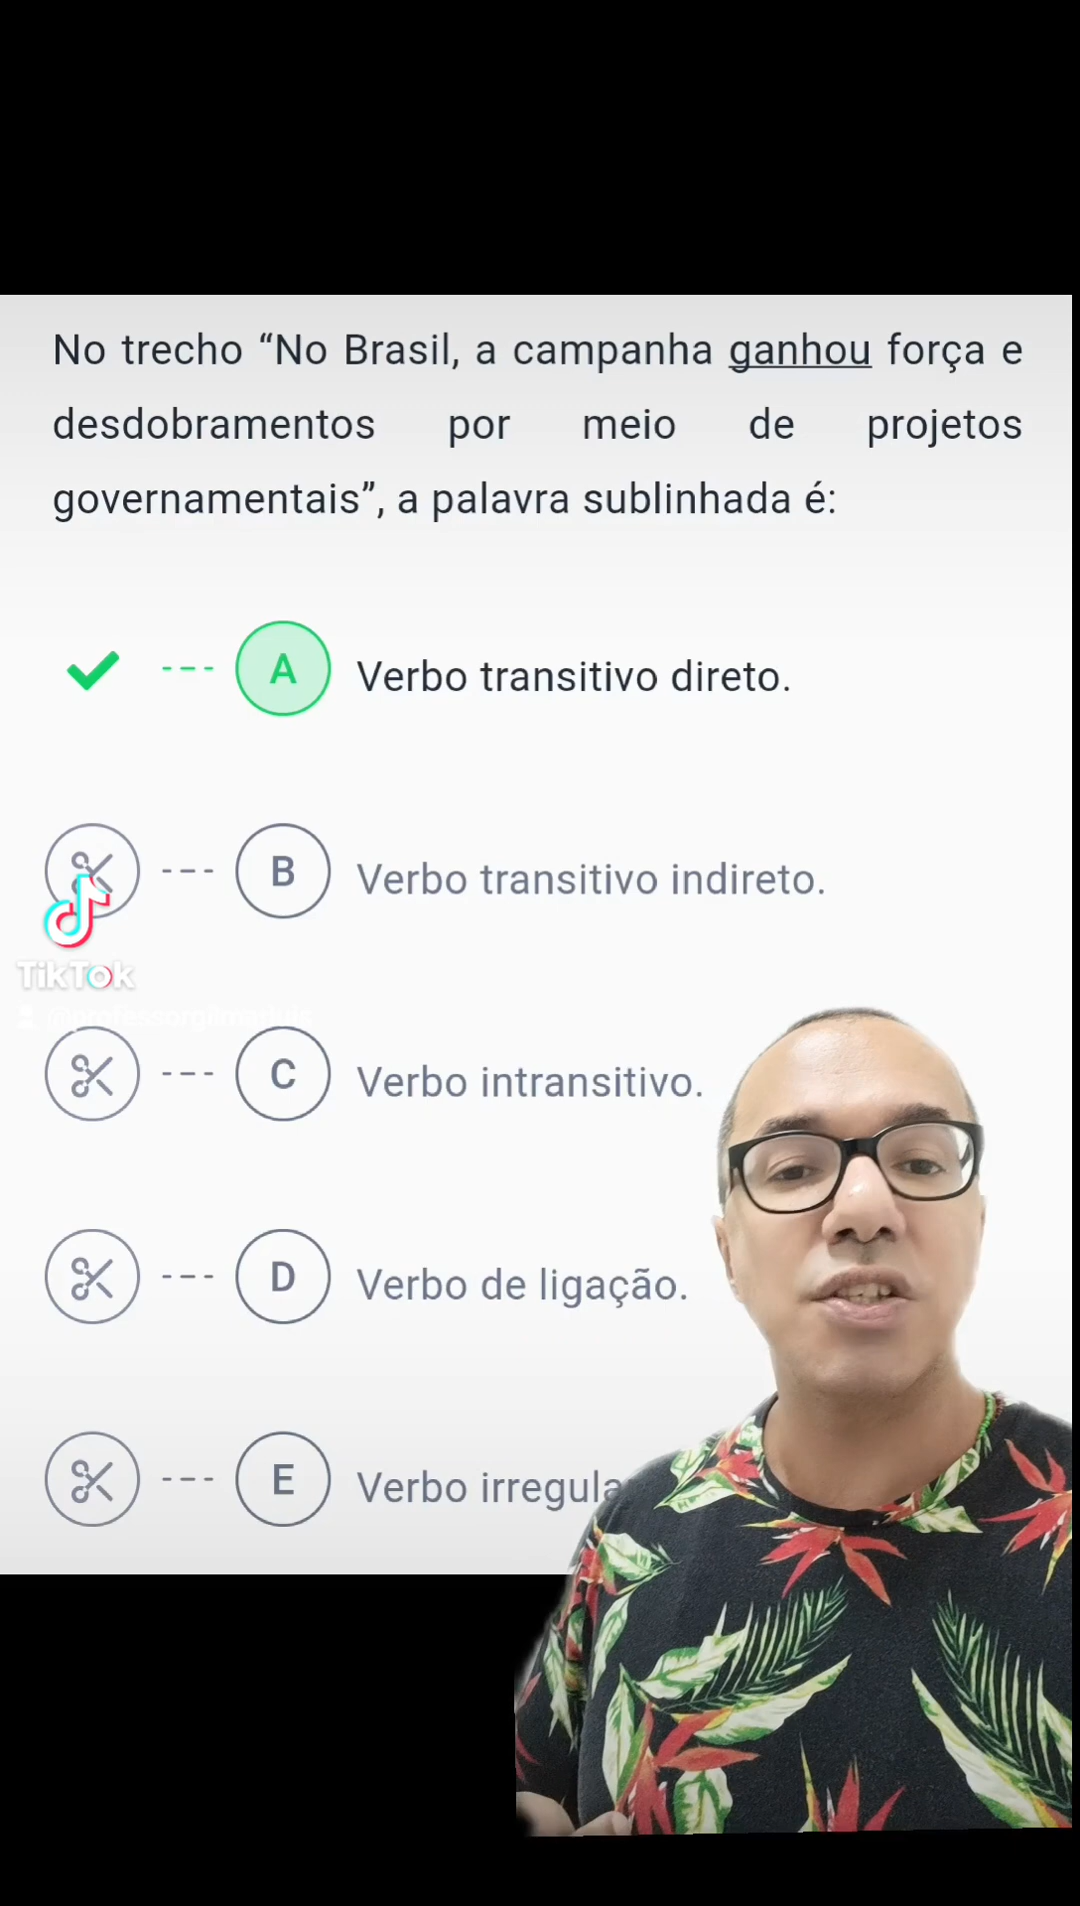 No trecho “No Brasil, a campanha ganhou força e
desdobramentos por meio de projetos
governamentais”, a palavra sublinhada é:
A Verbo transitivo direto.
B Verbo transitivo indireto.
TikTok
C Verbo intransitivo.
D Verbo de ligação.
E Verbo irregula